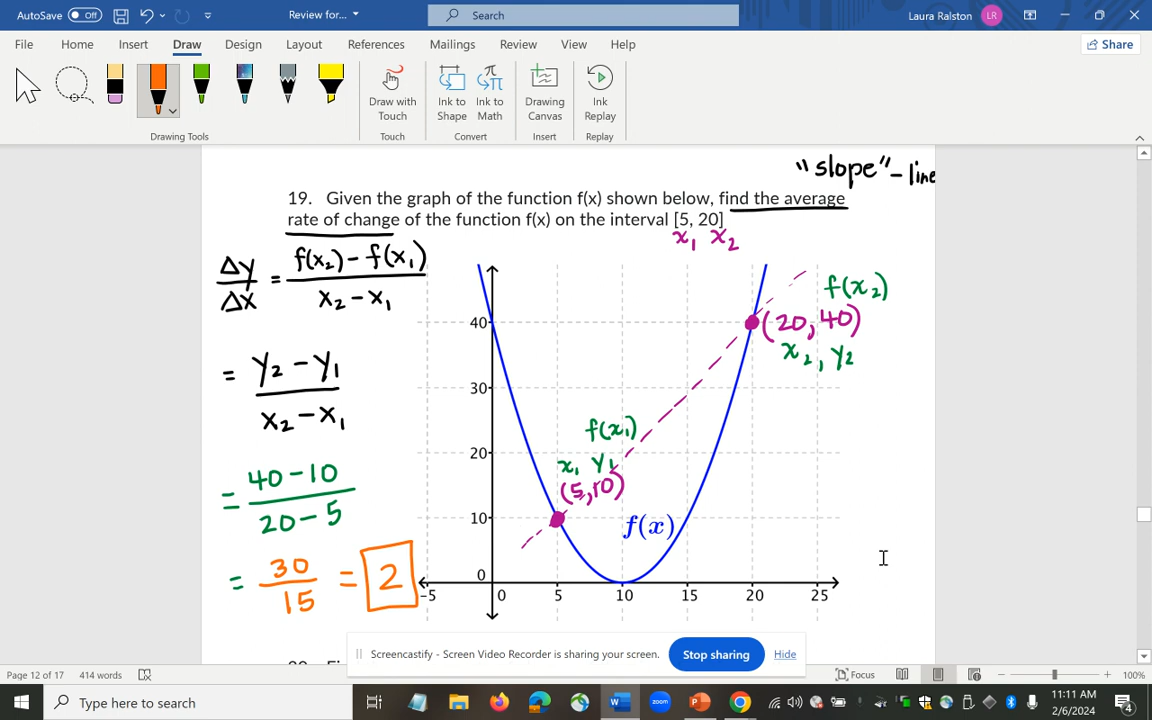 AutoSave Off Review for... Search Laura Ralston LR
File Home Insert Draw Design Layout References Mailings Review View Help Share
Draw with Touch
Ink to Shape
Ink to Math
Drawing Canvas
Ink Replay
Drawing Tools Touch Convert Insert Replay
"slope" - line
19. Given the graph of the function f(x) shown below, find the average
rate of change of the function f(x) on the interval [5, 20]
x₁ x₂
Δy/Δx = (f(x₂) - f(x₁))/(x₂ - x₁)
= (y₂ - y₁)/(x₂ - x₁)
= (40 - 10)/(20 - 5)
= 30/15 = 2
f(x₂)
(20, 40)
x₂, y₂
f(x₁)
x₁ y₁
(5, 10)
f(x)
40
30
20
10
0
-5 0 5 10 15 20 25
Screencastify - Screen Video Recorder is sharing your screen. Stop sharing Hide
Page 12 of 17 414 words Focus 100%
Type here to search
11:11 AM
2/6/2024
4